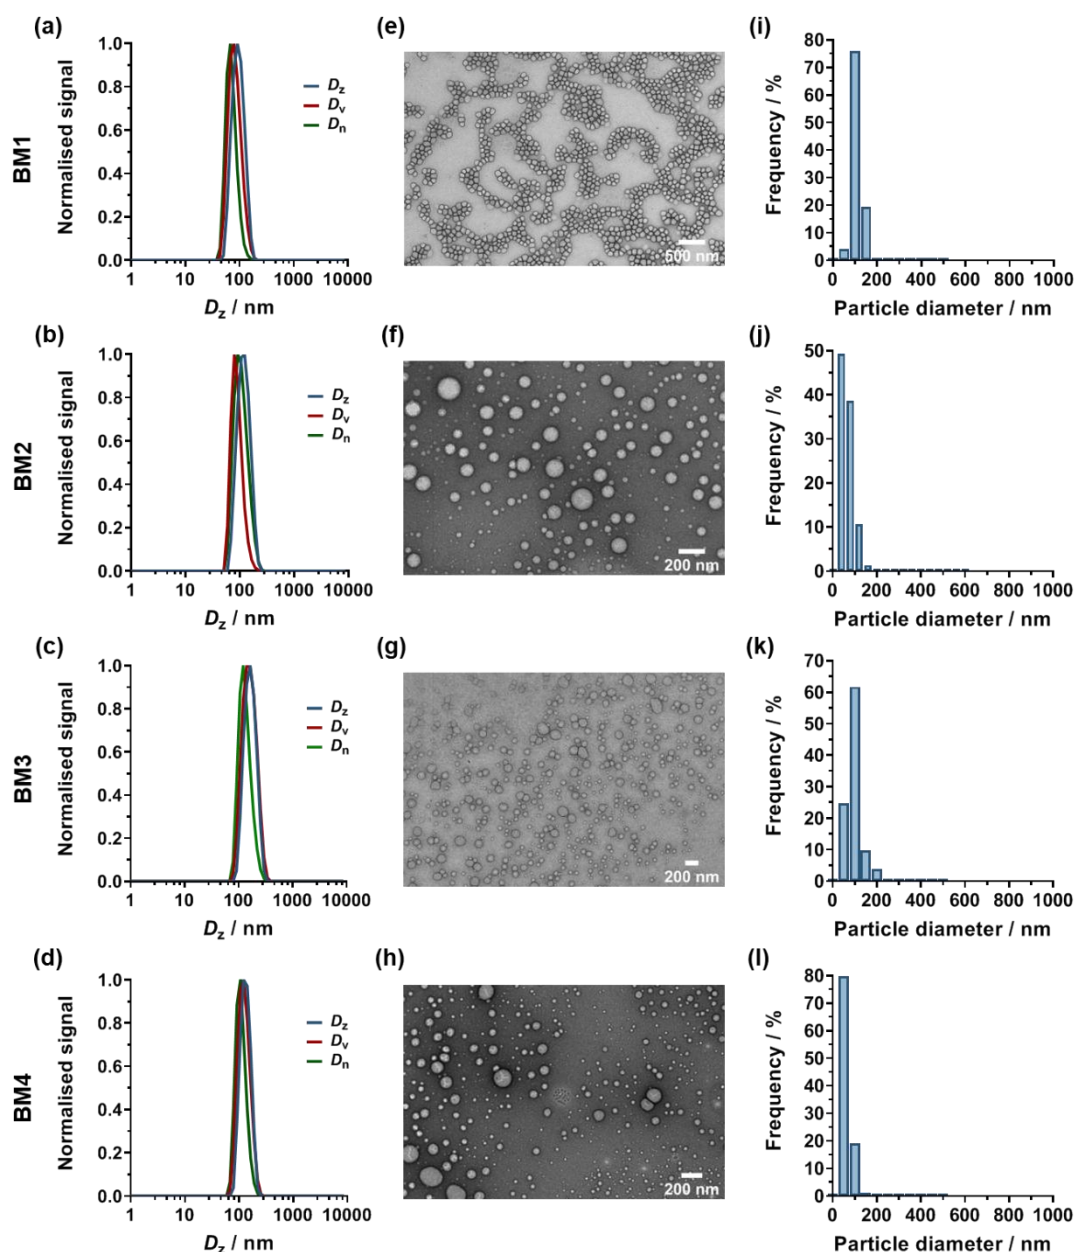 (a)
BM1
Normalised signal
1.0
0.8
0.6
0.4
0.2
0.0
1 10 100 1000 10000
Dz / nm
Dz
Dv
Dn
(e)
500 nm
(i)
Frequency / %
80
70
60
50
40
30
20
10
0
0 200 400 600 800 1000
Particle diameter / nm
(b)
BM2
Normalised signal
1.0
0.8
0.6
0.4
0.2
0.0
1 10 100 1000 10000
Dz / nm
Dz
Dv
Dn
(f)
200 nm
(j)
Frequency / %
50
40
30
20
10
0
0 200 400 600 800 1000
Particle diameter / nm
(c)
BM3
Normalised signal
1.0
0.8
0.6
0.4
0.2
0.0
1 10 100 1000 10000
Dz / nm
Dz
Dv
Dn
(g)
200 nm
(k)
Frequency / %
70
60
50
40
30
20
10
0
0 200 400 600 800 1000
Particle diameter / nm
(d)
BM4
Normalised signal
1.0
0.8
0.6
0.4
0.2
0.0
1 10 100 1000 10000
Dz / nm
Dz
Dv
Dn
(h)
200 nm
(l)
Frequency / %
80
70
60
50
40
30
20
10
0
0 200 400 600 800 1000
Particle diameter / nm